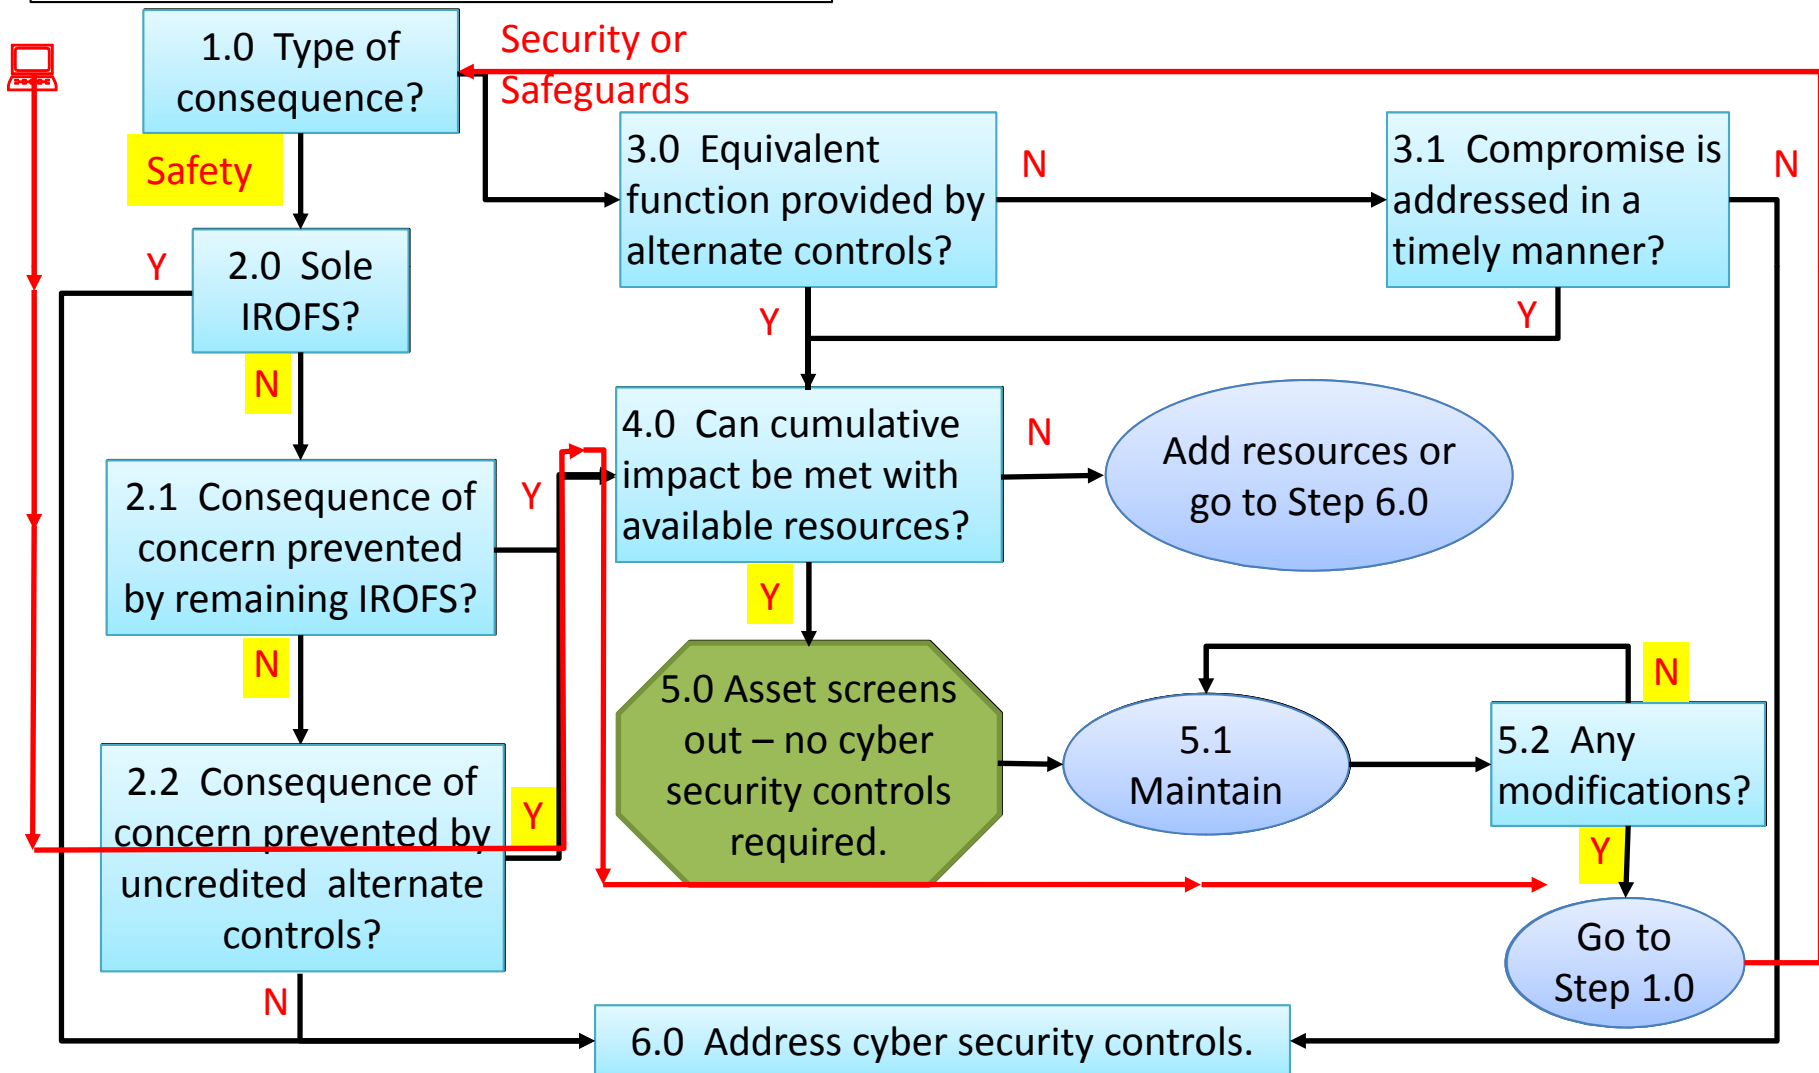 1.0 Type of
consequence?
Security or
Safeguards
Safety
3.0 Equivalent
function provided by
alternate controls?
N
3.1 Compromise is
addressed in a
timely manner?
N
Y
2.0 Sole
IROFS?
Y
Y
N
4.0 Can cumulative
impact be met with
available resources?
N
Add resources or
go to Step 6.0
2.1 Consequence of
concern prevented
by remaining IROFS?
Y
Y
N
5.0 Asset screens
out – no cyber
security controls
required.
5.1
Maintain
N
5.2 Any
modifications?
2.2 Consequence of
concern prevented by
uncredited alternate
controls?
Y
Y
Go to
Step 1.0
N
6.0 Address cyber security controls.